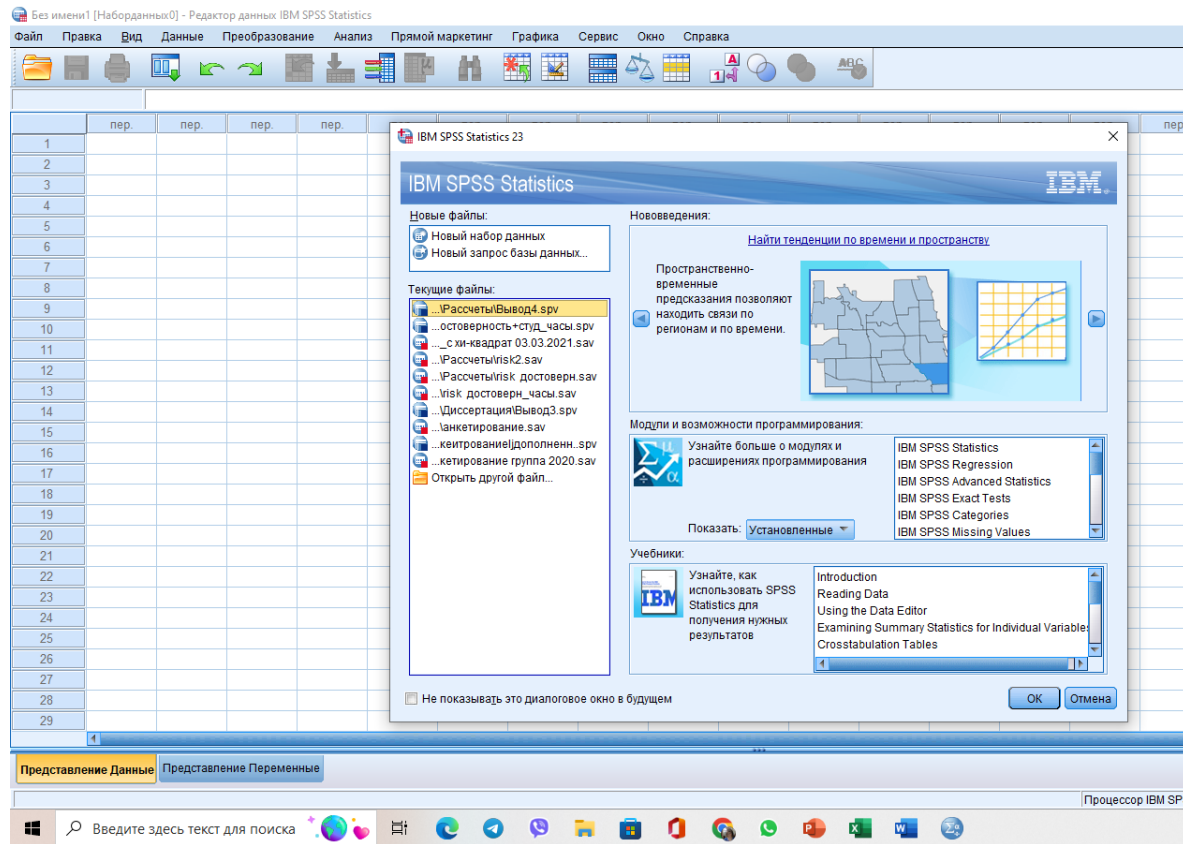 Без имени1 [Наборданных0] - Редактор данных IBM SPSS Statistics
Файл Правка Вид Данные Преобразование Анализ Прямой маркетинг Графика Сервис Окно Справка
A
1
ABC
пер. пер. пер. пер.
1
2
3
4
5
6
7
8
9
10
11
12
13
14
15
16
17
18
19
20
21
22
23
24
25
26
27
28
29
IBM SPSS Statistics 23
IBM SPSS Statistics
IBM
Новые файлы:
Новый набор данных
Новый запрос базы данных...
Текущие файлы:
...\Рассчеты\Вывод4.spv
...остоверность+студ_часы.spv
..._с хи-квадрат 03.03.2021.sav
...\Рассчеты\risk2.sav
...\Рассчеты\risk достоверн.sav
...\risk достоверн_часы.sav
...\Диссертация\Вывод3.spv
...\анкетирование.sav
...кеитрование\дополненн..spv
...кетирование группа 2020.sav
Открыть другой файл...
Нововведения:
Найти тенденции по времени и пространству
Пространственно-
временные
предсказания позволяют
находить связи по
регионам и по времени.
Модули и возможности программирования:
Узнайте больше о модулях и
расширениях программирования
Показать: Установленные
IBM SPSS Statistics
IBM SPSS Regression
IBM SPSS Advanced Statistics
IBM SPSS Exact Tests
IBM SPSS Categories
IBM SPSS Missing Values
Учебники:
IBM
Узнайте, как
использовать SPSS
Statistics для
получения нужных
результатов
Introduction
Reading Data
Using the Data Editor
Examining Summary Statistics for Individual Variable
Crosstabulation Tables
Не показывать это диалоговое окно в будущем
ОК Отмена
Представление Данные Представление Переменные
Процессор IBM SP
Введите здесь текст для поиска